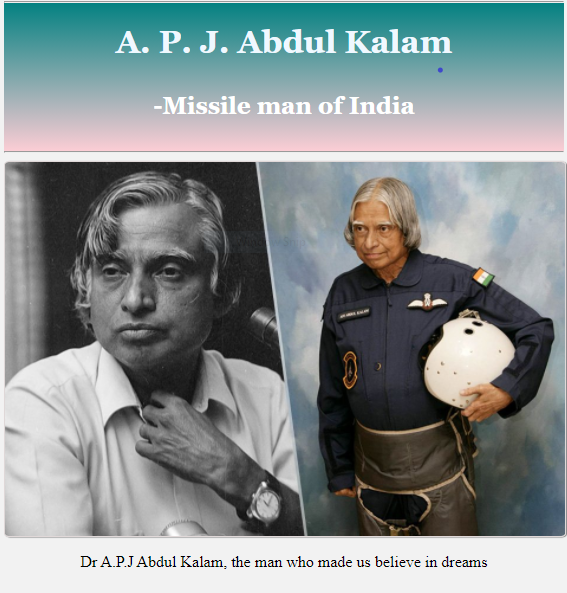 A. P. J. Abdul Kalam
-Missile man of India
Dr A.P.J Abdul Kalam, the man who made us believe in dreams